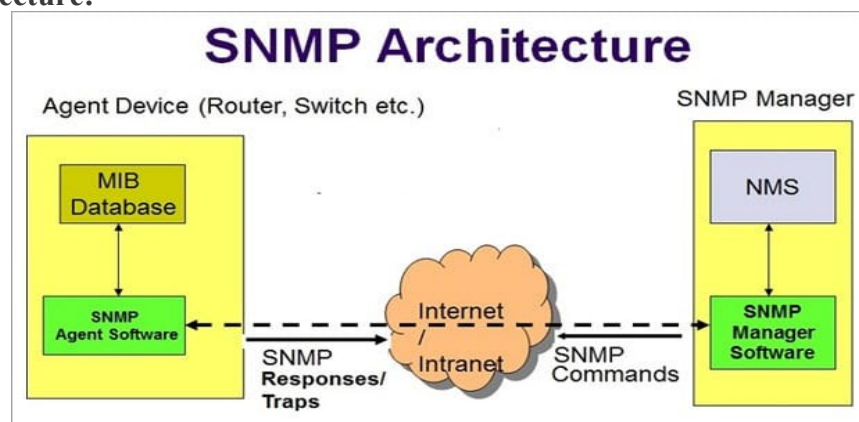 SNMP Architecture
Agent Device (Router, Switch etc.)
SNMP Manager
MIB
Database
SNMP
Agent Software
SNMP
Responses/
Traps
Internet
/
Intranet
SNMP
Commands
NMS
SNMP
Manager
Software